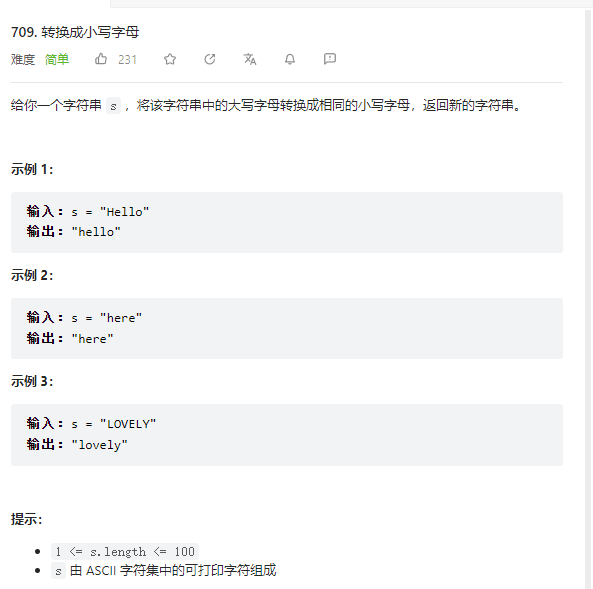 709. 转换成小写字母
难度 简单 231
给你一个字符串 s ，将该字符串中的大写字母转换成相同的小写字母，返回新的字符串。
示例 1：
输入：s = "Hello"
输出："hello"
示例 2：
输入：s = "here"
输出："here"
示例 3：
输入：s = "LOVELY"
输出："lovely"
提示：
• 1 <= s.length <= 100
• s 由 ASCII 字符集中的可打印字符组成